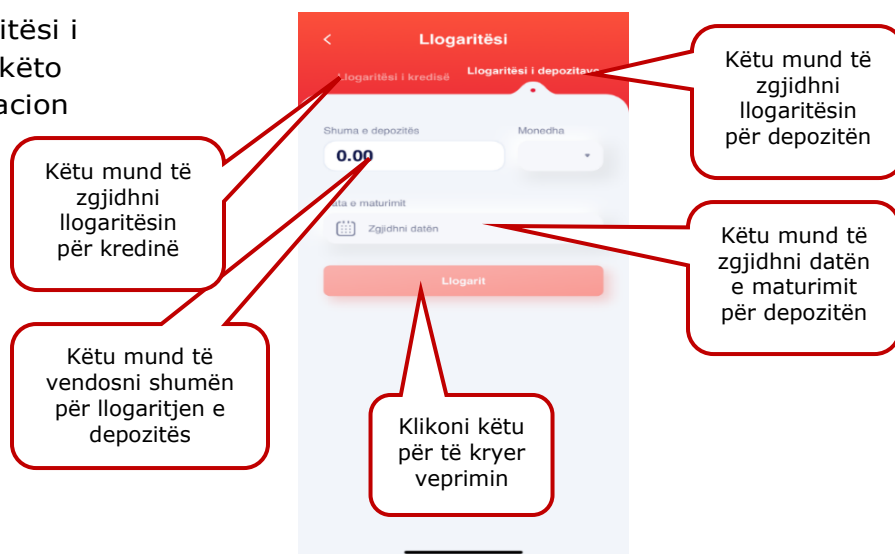 itësi i
këto
acion
Llogaritësi
Llogaritësi i kredisë
Llogaritësi i depozitave
Shuma e depozitës
Monedha
0.00
ata e maturimit
Zgjidhni datën
Llogarit
Këtu mund të
zgjidhni
llogaritësin
për depozitën
Këtu mund të
zgjidhni
llogaritësin
për kredinë
Këtu mund të
zgjidhni datën
e maturimit
për depozitën
Këtu mund të
vendosni shumën
për llogaritjen e
depozitës
Klikoni këtu
për të kryer
veprimin